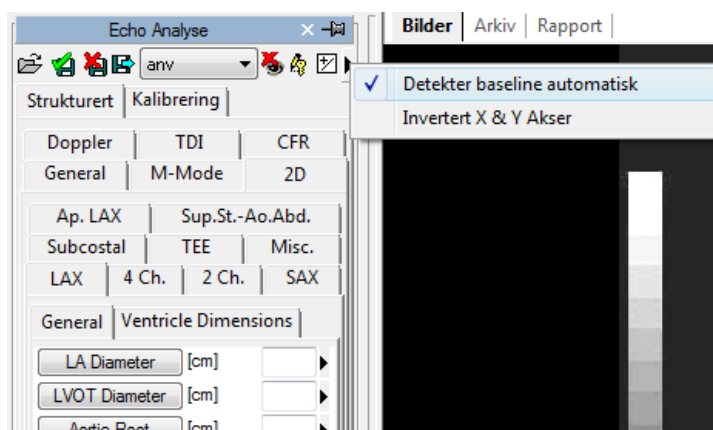 Echo Analyse
Bilder Arkiv Rapport
anv
Detekter baseline automatisk
Invertert X & Y Akser
Strukturert Kalibrering
Doppler TDI CFR
General M-Mode 2D
Ap. LAX Sup.St.-Ao.Abd.
Subcostal TEE Misc.
LAX 4 Ch. 2 Ch. SAX
General Ventricle Dimensions
LA Diameter [cm]
LVOT Diameter [cm]
Aortic Root [cm]